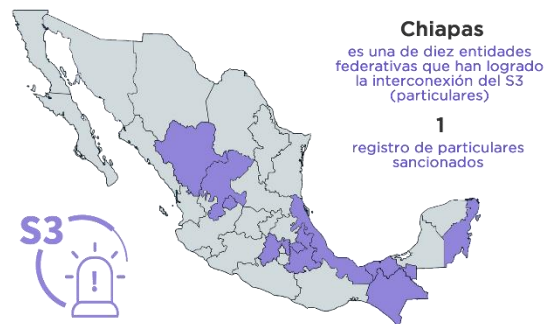 Chiapas
es una de diez entidades
federativas que han logrado
la interconexión del S3
(particulares)
1
registro de particulares
sancionados
S3
!